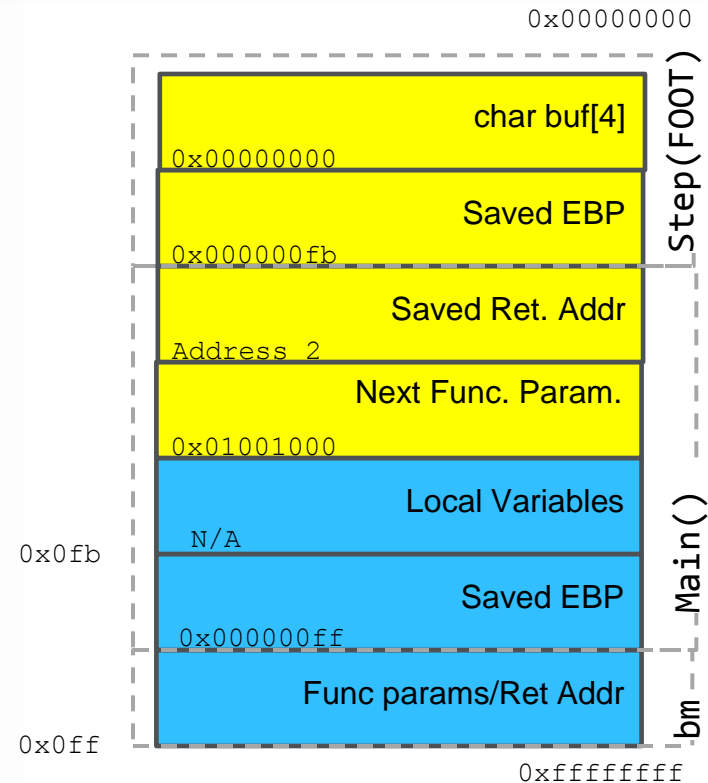 0x00000000
char buf[4]
0x00000000
Step(FOOT)
Saved EBP
0x000000fb
Saved Ret. Addr
Address 2
Next Func. Param.
0x01001000
Local Variables
N/A
0x0fb
Main()
Saved EBP
0x000000ff
Func params/Ret Addr
bm
0x0ff
0xffffffff